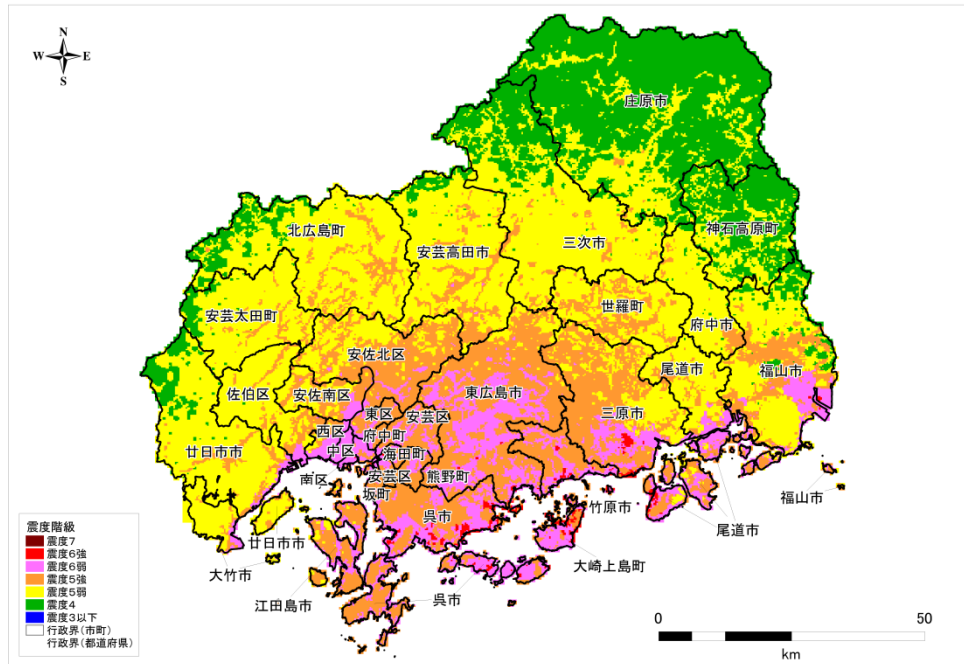 N
W E
S
庄原市
神石高原町
北広島町
安芸高田市
三次市
世羅町
安芸太田町
府中市
安佐北区
尾道市
福山市
佐伯区
安佐南区
東広島市
東区
安芸区
三原市
西区
府中町
中区
海田町
廿日市市
南区
安芸区
熊野町
坂町
竹原市
福山市
呉市
尾道市
廿日市市
大竹市
大崎上島町
江田島市
呉市
震度階級
震度7
震度6強
震度6弱
震度5強
震度5弱
震度4
震度3以下
行政界(市町)
行政界(都道府県)
0 50
km